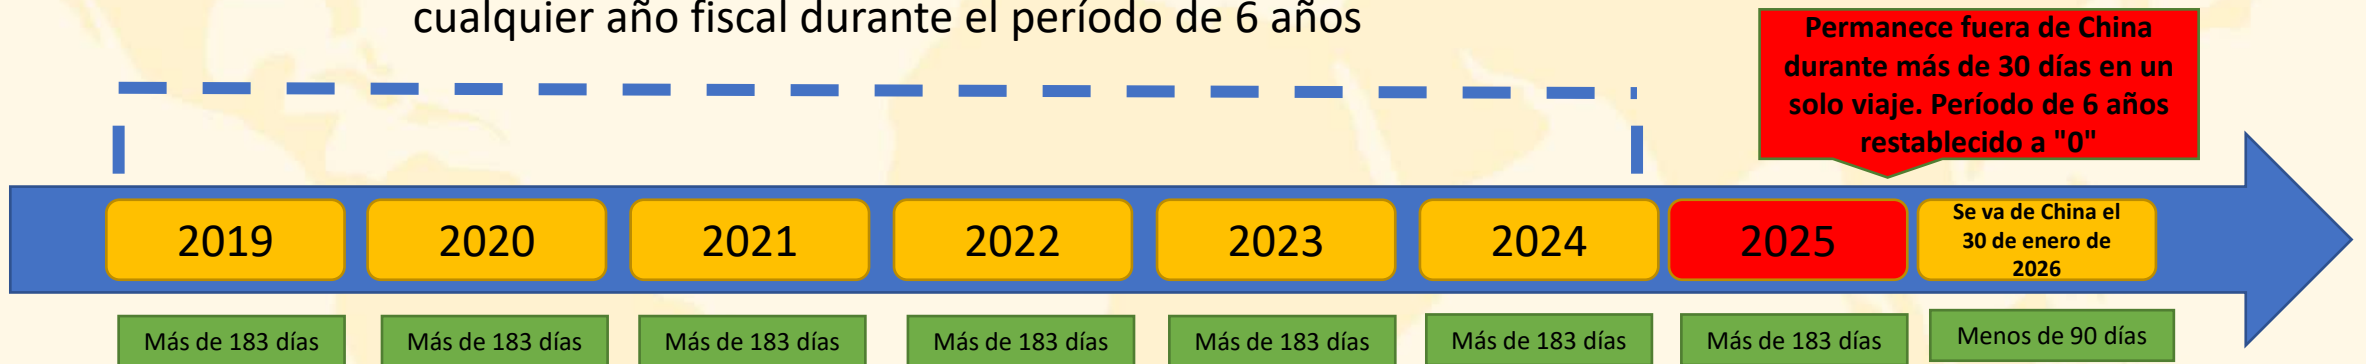 cualquier año fiscal durante el período de 6 años
Permanece fuera de China
durante más de 30 días en un
solo viaje. Período de 6 años
restablecido a "0"
2019
2020
2021
2022
2023
2024
2025
Se va de China el
30 de enero de
2026
Más de 183 días
Más de 183 días
Más de 183 días
Más de 183 días
Más de 183 días
Más de 183 días
Más de 183 días
Menos de 90 días